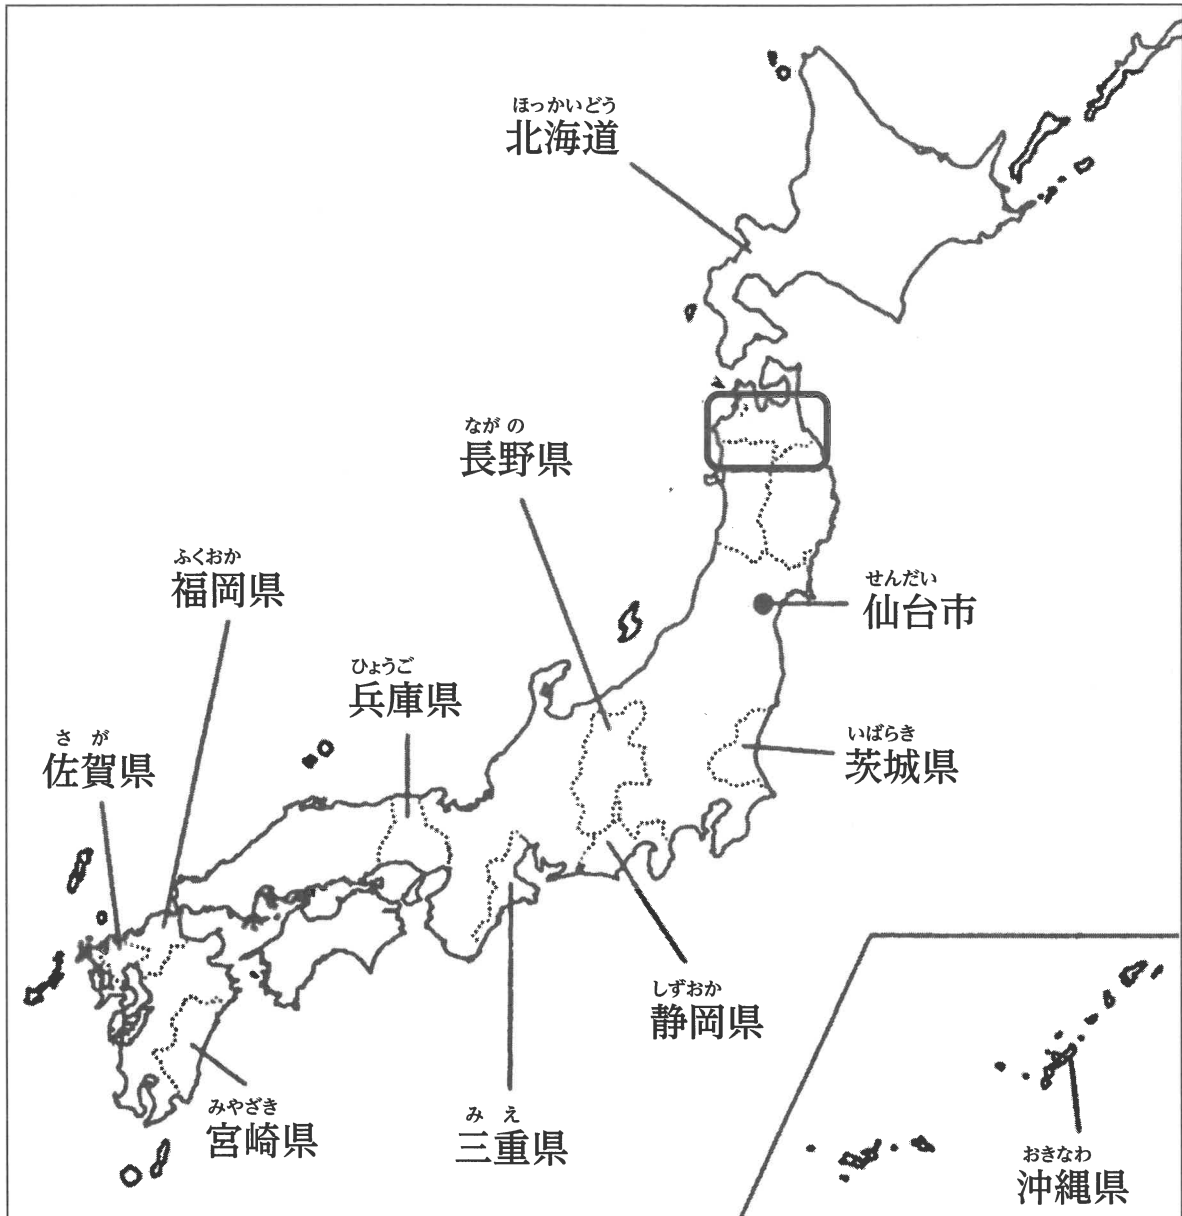 ほっかいどう
北海道
ながの
長野県
ふくおか
福岡県
せんだい
仙台市
ひょうご
兵庫県
さが
佐賀県
いばらき
茨城県
しずおか
静岡県
みやざき
宮崎県
みえ
三重県
おきなわ
沖縄県